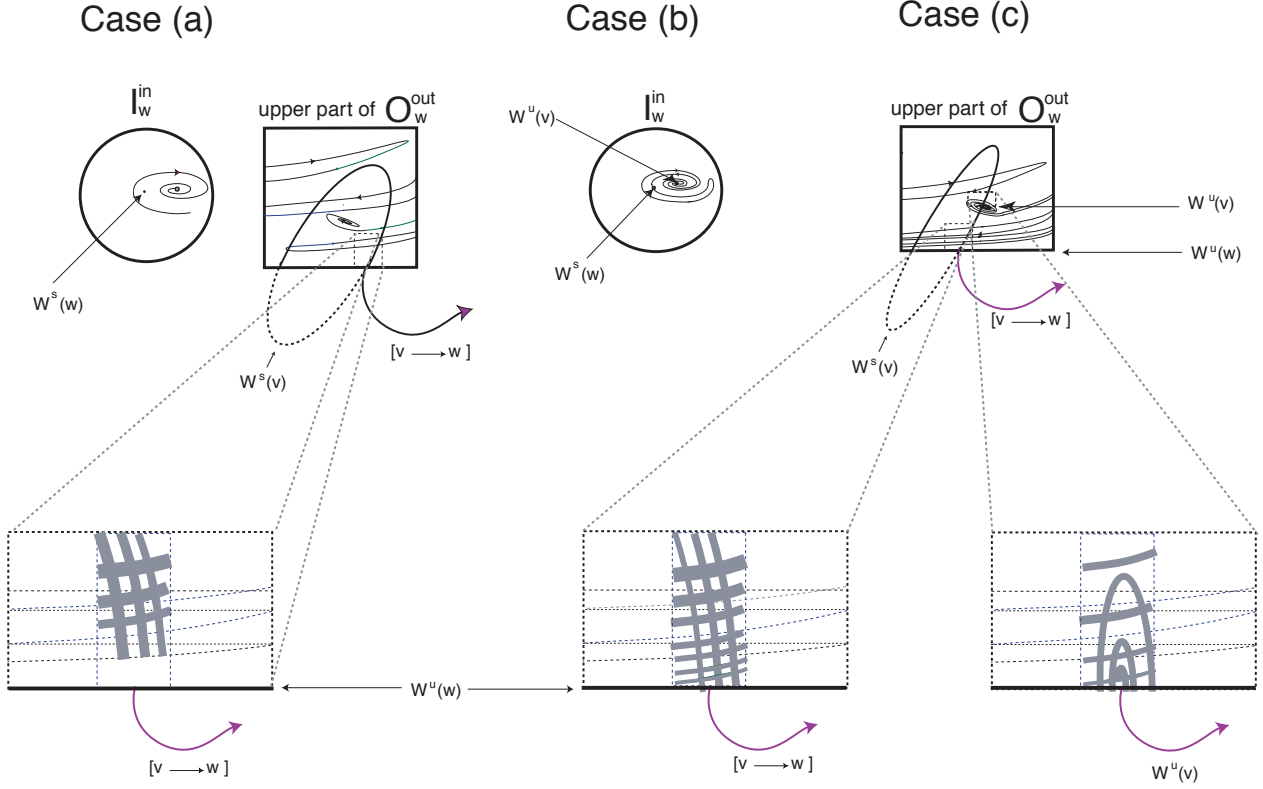 Case (a)
Case (b)
Case (c)
I_w^in
upper part of O_w^out
W^s(w)
W^s(v)
[v → w ]
W^u(v)
I_w^in
W^s(w)
upper part of O_w^out
W^u(v)
W^u(w)
[v → w ]
W^s(v)
W^u(w)
[v → w ]
[v → w ]
W^u(v)